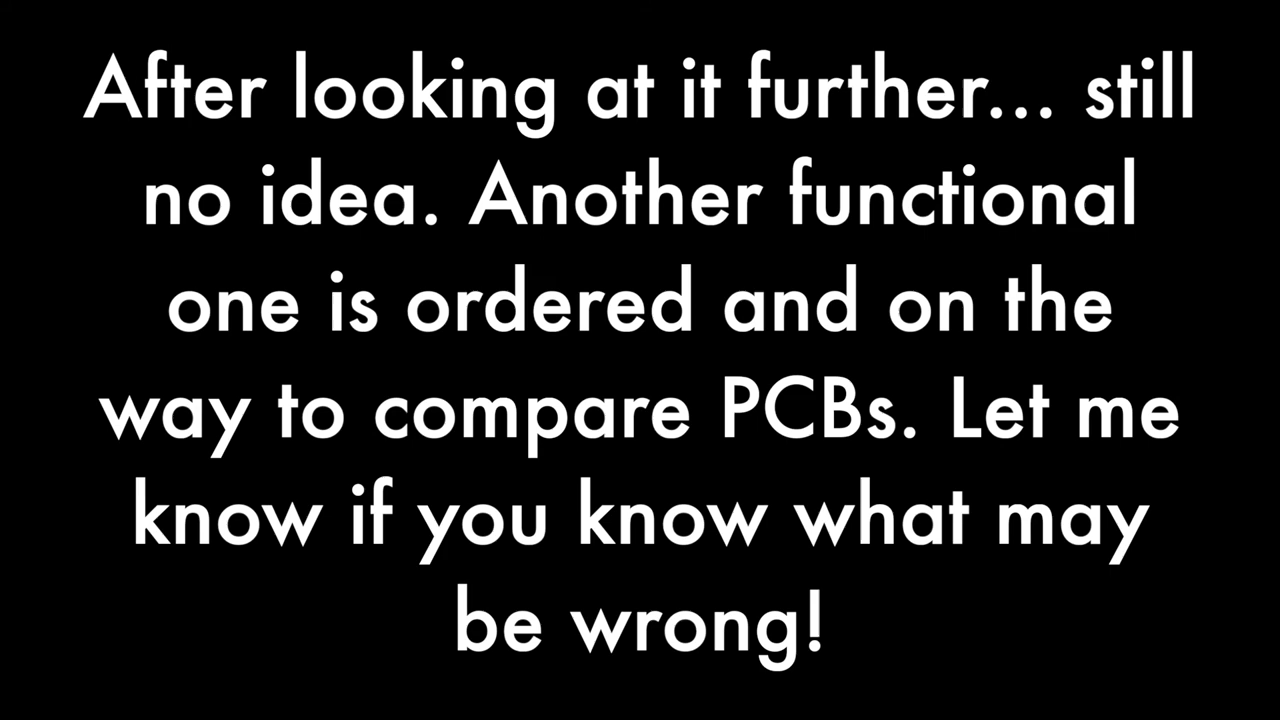 After looking at it further... still
no idea. Another functional
one is ordered and on the
way to compare PCBs. Let me
know if you know what may
be wrong!